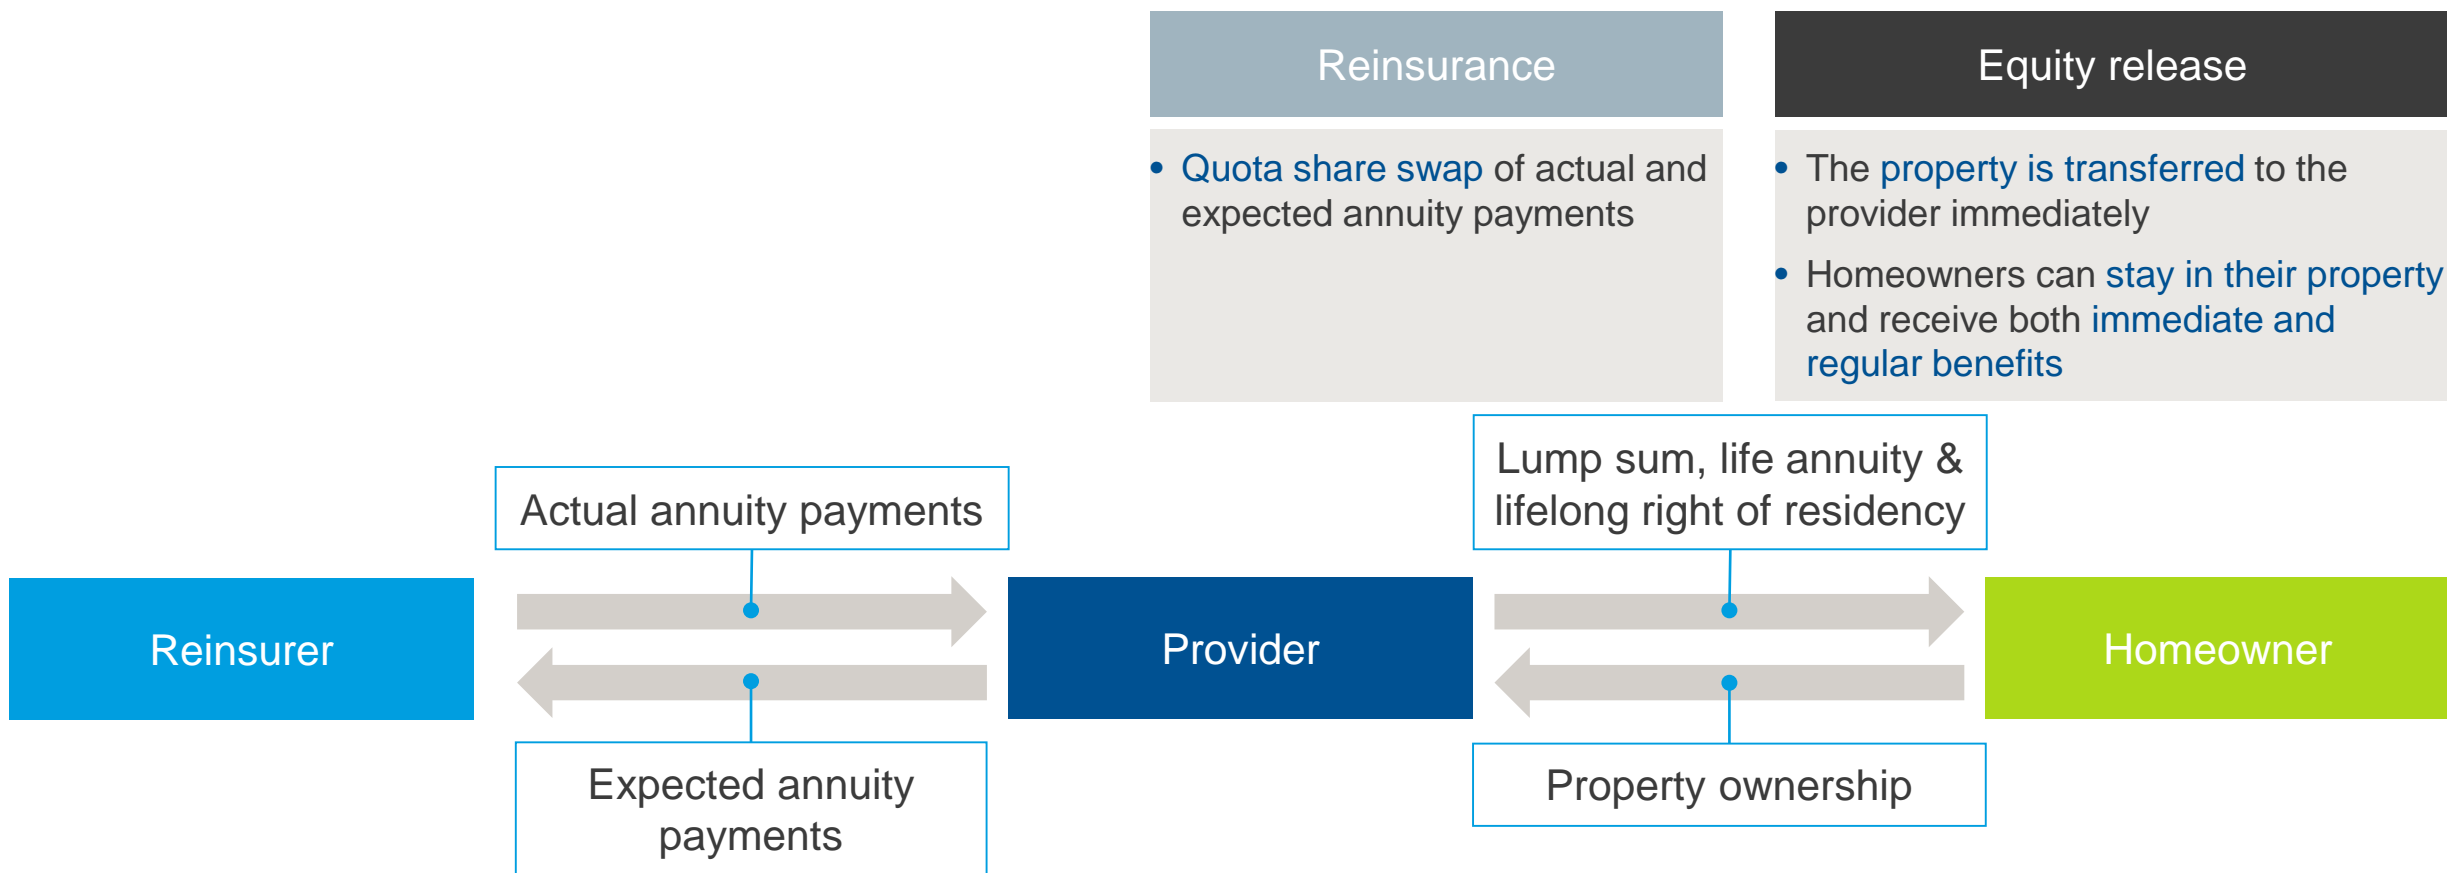 Reinsurance
• Quota share swap of actual and
expected annuity payments
Equity release
• The property is transferred to the
provider immediately
• Homeowners can stay in their property
and receive both immediate and
regular benefits
Actual annuity payments
Lump sum, life annuity &
lifelong right of residency
Reinsurer
Provider
Homeowner
Expected annuity
payments
Property ownership